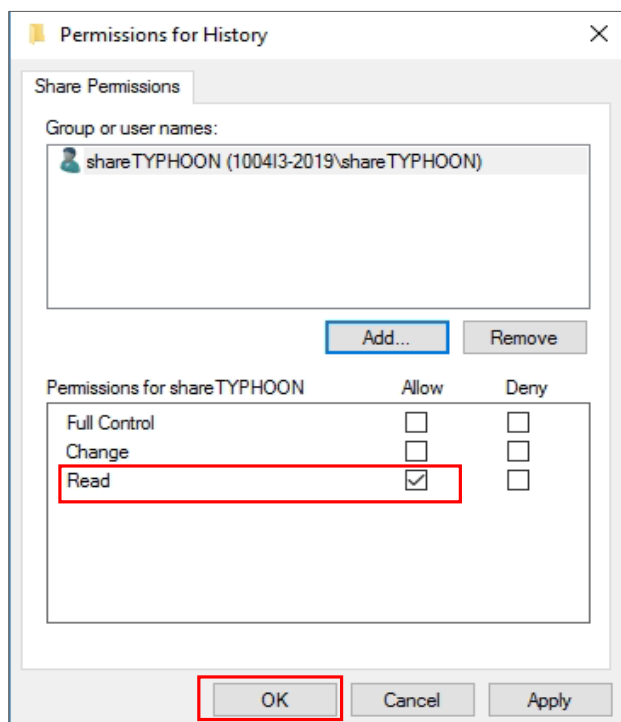 Permissions for History
Share Permissions
Group or user names:
shareTYPHOON (1004I3-2019\shareTYPHOON)
Add...
Remove
Permissions for shareTYPHOON Allow Deny
Full Control
Change
Read
OK
Cancel
Apply